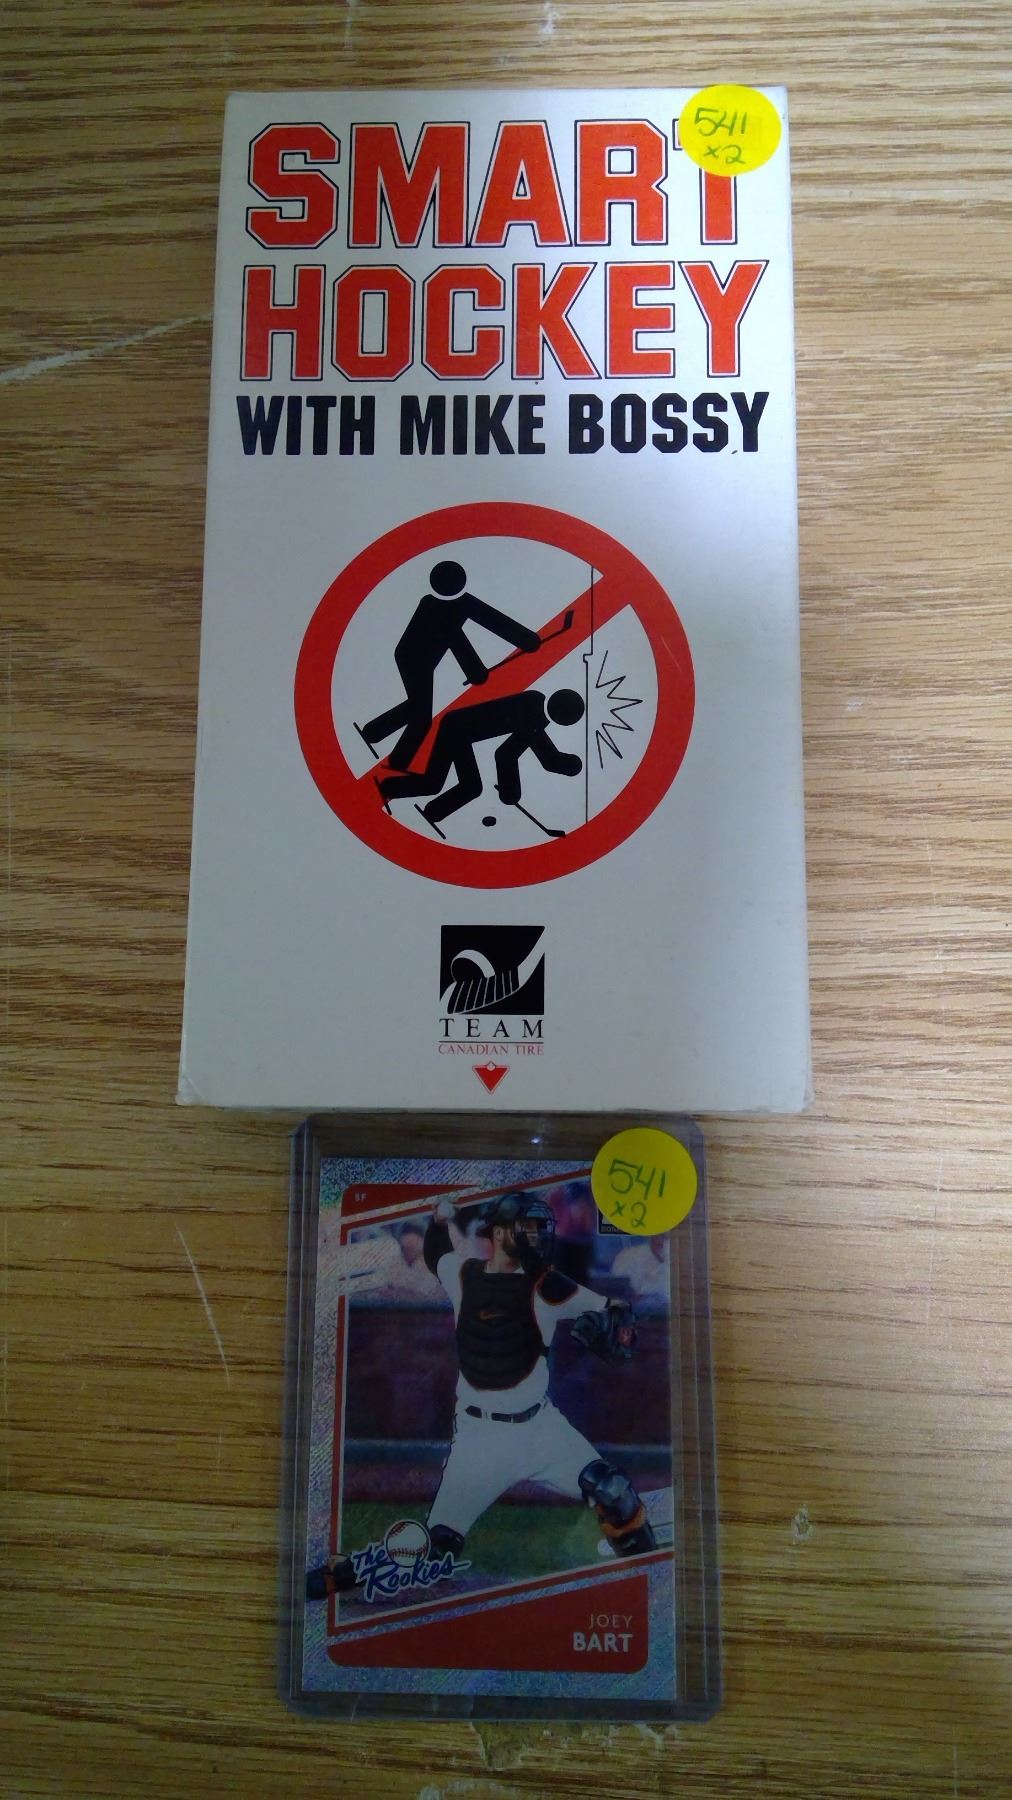 SMART
541
x2
HOCKEY
WITH MIKE BOSSY
TEAM
CANADIAN TIRE
541
x2
SF
The
Rookies
JOEY
BART